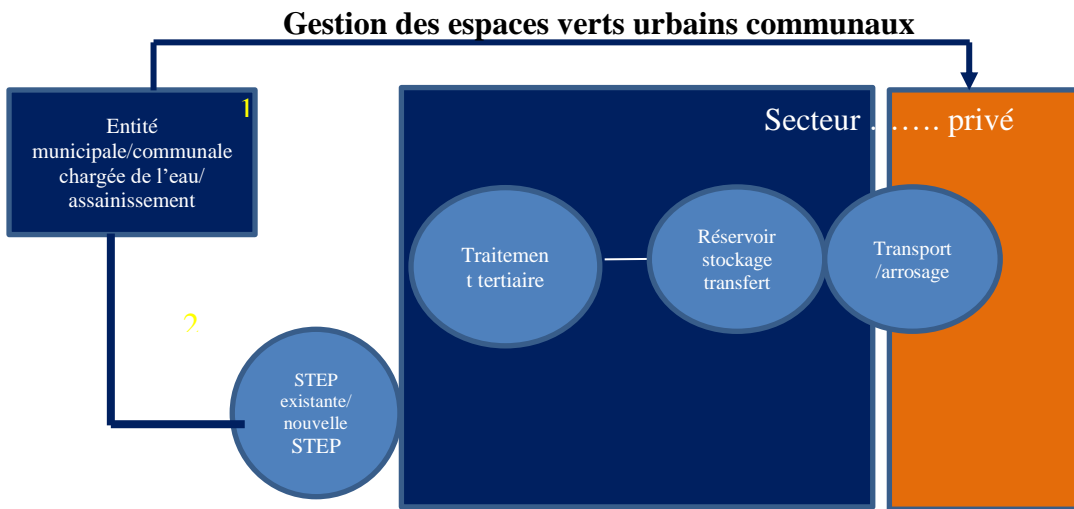 Gestion des espaces verts urbains communaux
1
Entité
municipale/communale
chargée de l'eau/
assainissement
Secteur …….. privé
Traitemen
t tertiaire
Réservoir
stockage
transfert
Transport
/arrosage
2
STEP
existante/
nouvelle
STEP